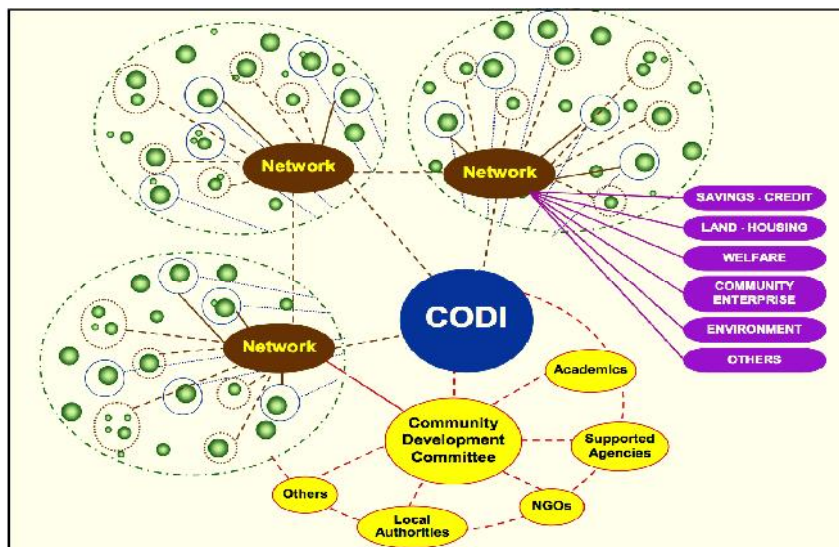 Network
Network
SAVINGS - CREDIT
LAND - HOUSING
WELFARE
COMMUNITY
ENTERPRISE
ENVIRONMENT
OTHERS
CODI
Network
Academics
Community
Development
Committee
Supported
Agencies
Others
NGOs
Local
Authorities